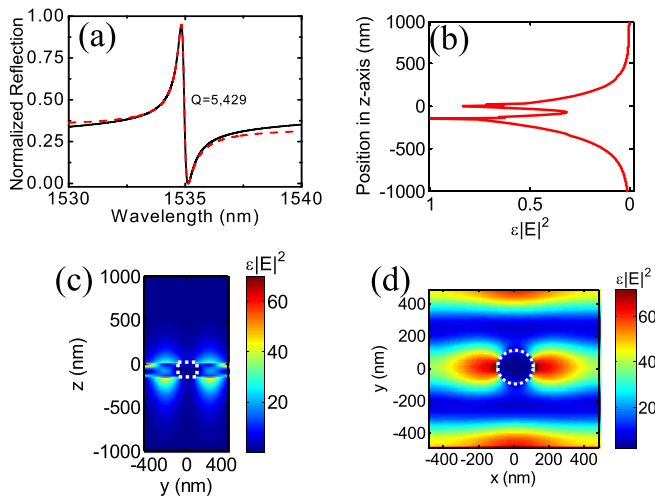 (a)
Normalized Reflection
1.00
0.75
0.50
0.25
0.00
Q=5,429
1530
1535
1540
Wavelength (nm)
(b)
Position in z-axis (nm)
1000
500
0
-500
-1000
1
0.5
0
ε|E|²
(c)
ε|E|²
z (nm)
1000
500
0
-500
-1000
-400
0
400
y (nm)
60
40
20
(d)
ε|E|²
y (nm)
400
200
0
-200
-400
-400
-200
0
200
400
x (nm)
60
40
20